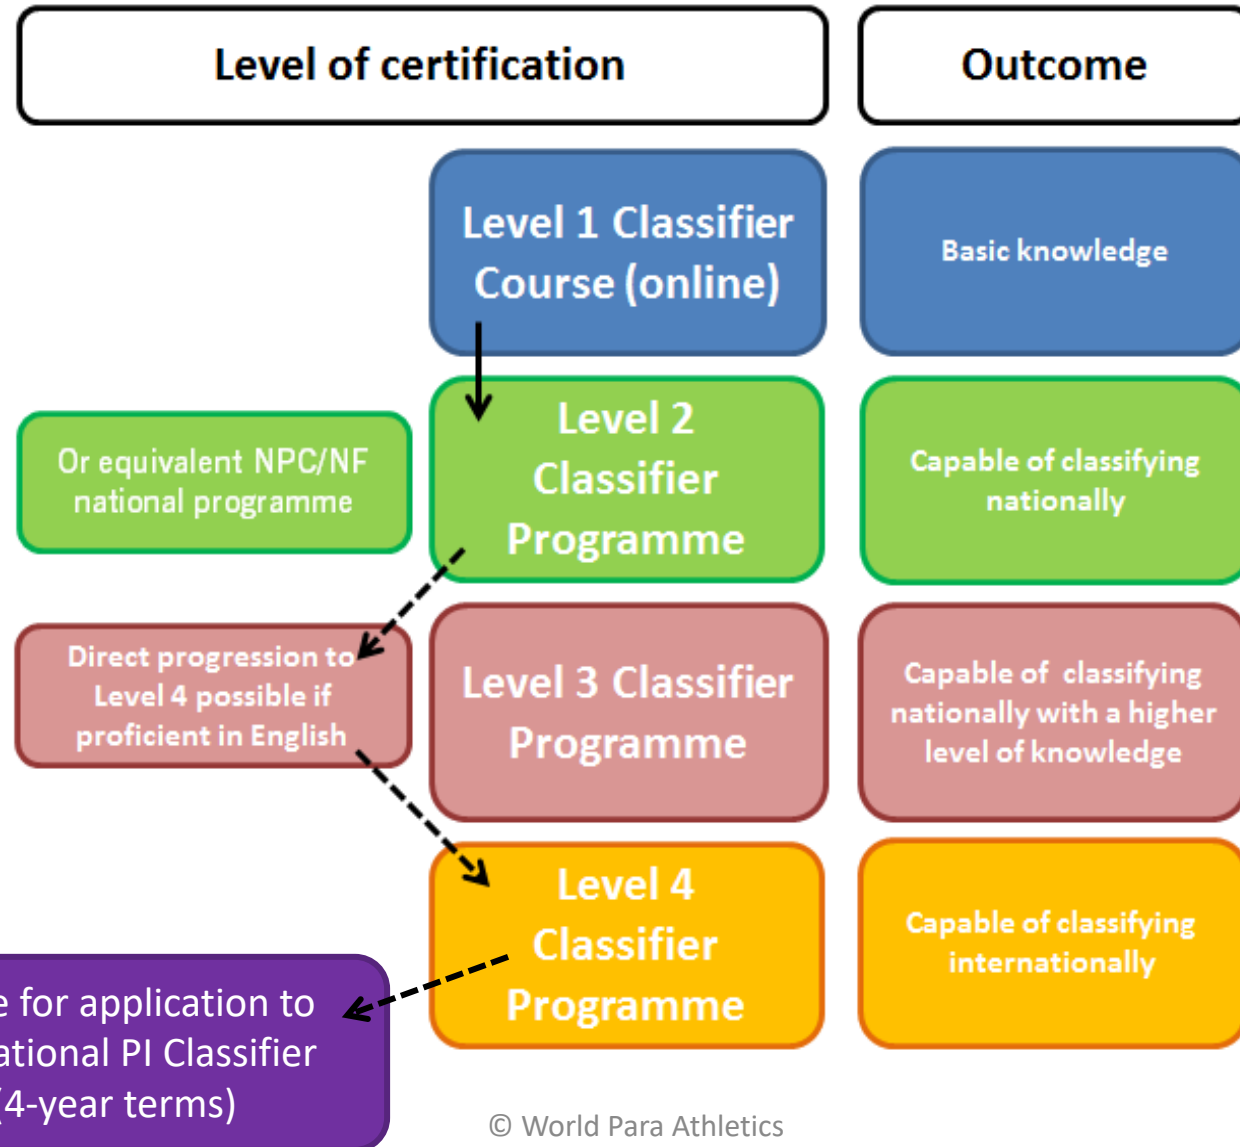 Level of certification
Outcome
Level 1 Classifier
Course (online)
Basic knowledge
Or equivalent NPC/NF
national programme
Level 2
Classifier
Programme
Capable of classifying
nationally
Direct progression to
Level 4 possible if
proficient in English
Level 3 Classifier
Programme
Capable of classifying
nationally with a higher
level of knowledge
Level 4
Classifier
Programme
Capable of classifying
internationally
for application to
PI Classifier
(4-year terms)
© World Para Athletics